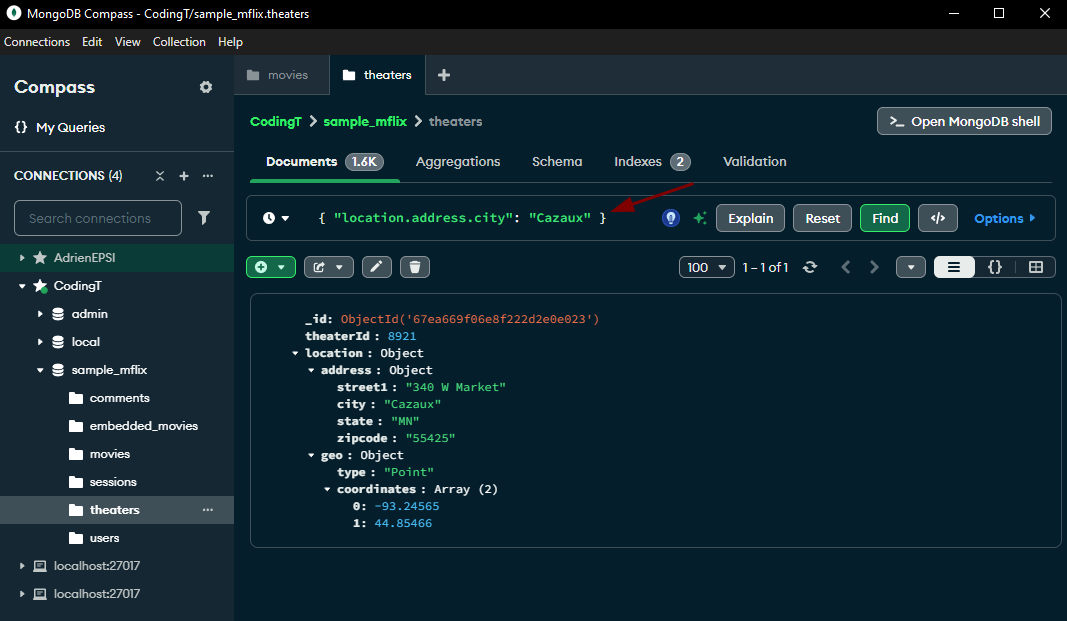 MongoDB Compass - CodingT/sample_mflix.theaters
Connections Edit View Collection Help
Compass
{} My Queries
CONNECTIONS (4)
Search connections
AdrienEPSI
CodingT
admin
local
sample_mflix
comments
embedded_movies
movies
sessions
theaters
users
localhost:27017
localhost:27017
movies
theaters
CodingT > sample_mflix > theaters
>_ Open MongoDB shell
Documents 1.6K Aggregations Schema Indexes 2 Validation
{ "location.address.city": "Cazaux" }
Explain Reset Find </> Options
100 1 – 1 of 1 {}
_id: ObjectId('67ea669f06e8f222d2e0e023')
theaterId : 8921
location : Object
address : Object
street1 : "340 W Market"
city : "Cazaux"
state : "MN"
zipcode : "55425"
geo : Object
type : "Point"
coordinates : Array (2)
0: -93.24565
1: 44.85466